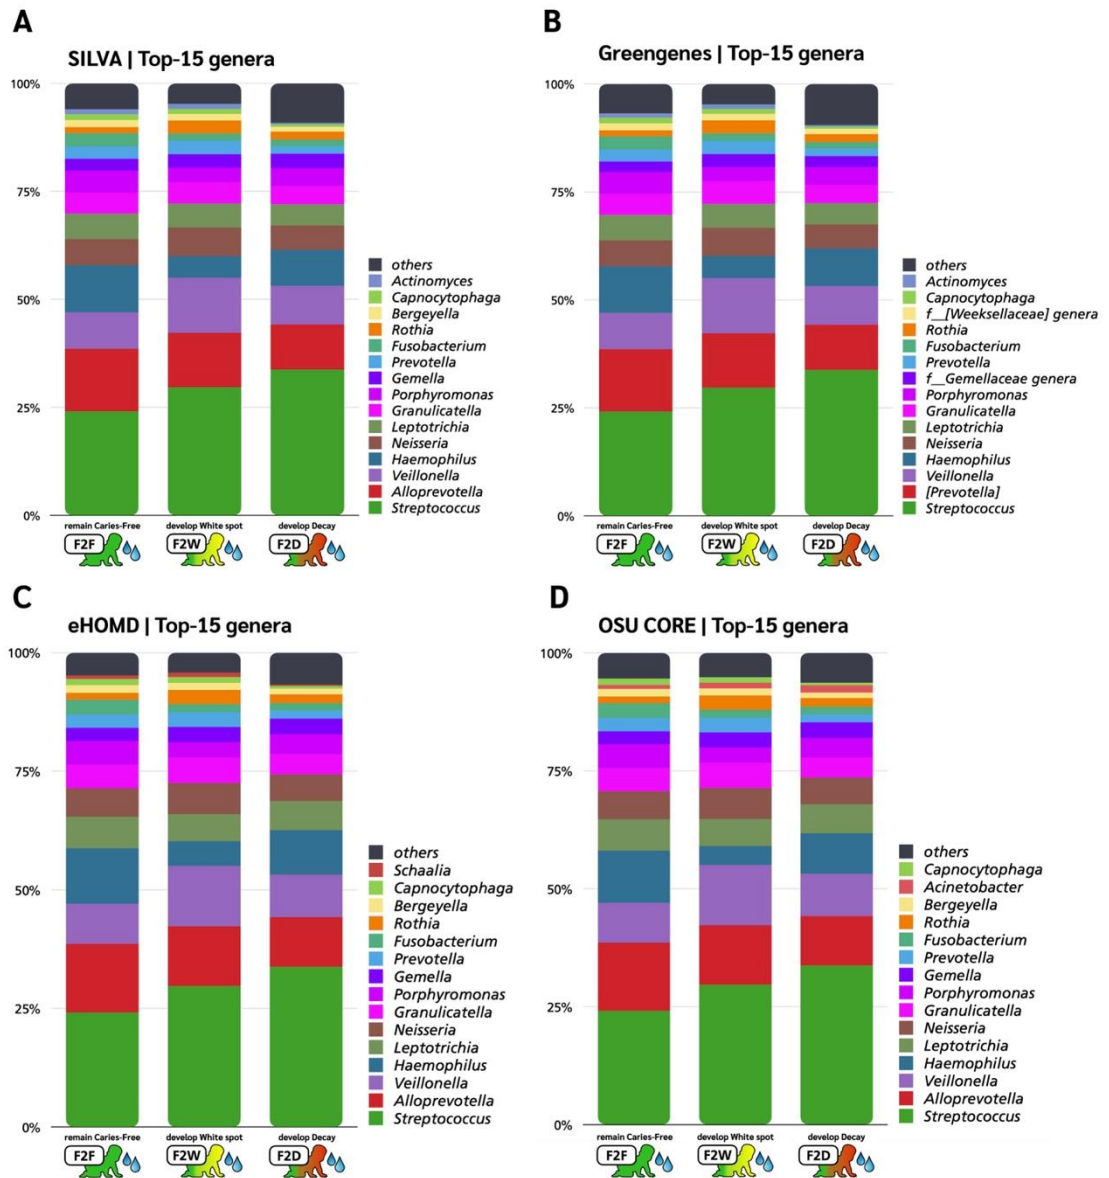 A
SILVA | Top-15 genera
100%
75%
50%
25%
0%
others
Actinomyces
Capnocytophaga
Bergeyella
Rothia
Fusobacterium
Prevotella
Gemella
Porphyromonas
Granulicatella
Leptotrichia
Neisseria
Haemophilus
Veillonella
Alloprevotella
Streptococcus
remain Caries-Free
develop White spot
develop Decay
F2F
F2W
F2D
B
Greengenes | Top-15 genera
100%
75%
50%
25%
0%
others
Actinomyces
Capnocytophaga
f__[Weeksellaceae] genera
Rothia
Fusobacterium
Prevotella
f__Gemellaceae genera
Porphyromonas
Granulicatella
Leptotrichia
Neisseria
Haemophilus
Veillonella
[Prevotella]
Streptococcus
remain Caries-Free
develop White spot
develop Decay
F2F
F2W
F2D
C
eHOMD | Top-15 genera
100%
75%
50%
25%
0%
others
Schaalia
Capnocytophaga
Bergeyella
Rothia
Fusobacterium
Prevotella
Gemella
Porphyromonas
Granulicatella
Neisseria
Leptotrichia
Haemophilus
Veillonella
Alloprevotella
Streptococcus
remain Caries-Free
develop White spot
develop Decay
F2F
F2W
F2D
D
OSU CORE | Top-15 genera
100%
75%
50%
25%
0%
others
Capnocytophaga
Acinetobacter
Bergeyella
Rothia
Fusobacterium
Prevotella
Gemella
Porphyromonas
Granulicatella
Neisseria
Leptotrichia
Haemophilus
Veillonella
Alloprevotella
Streptococcus
remain Caries-Free
develop White spot
develop Decay
F2F
F2W
F2D